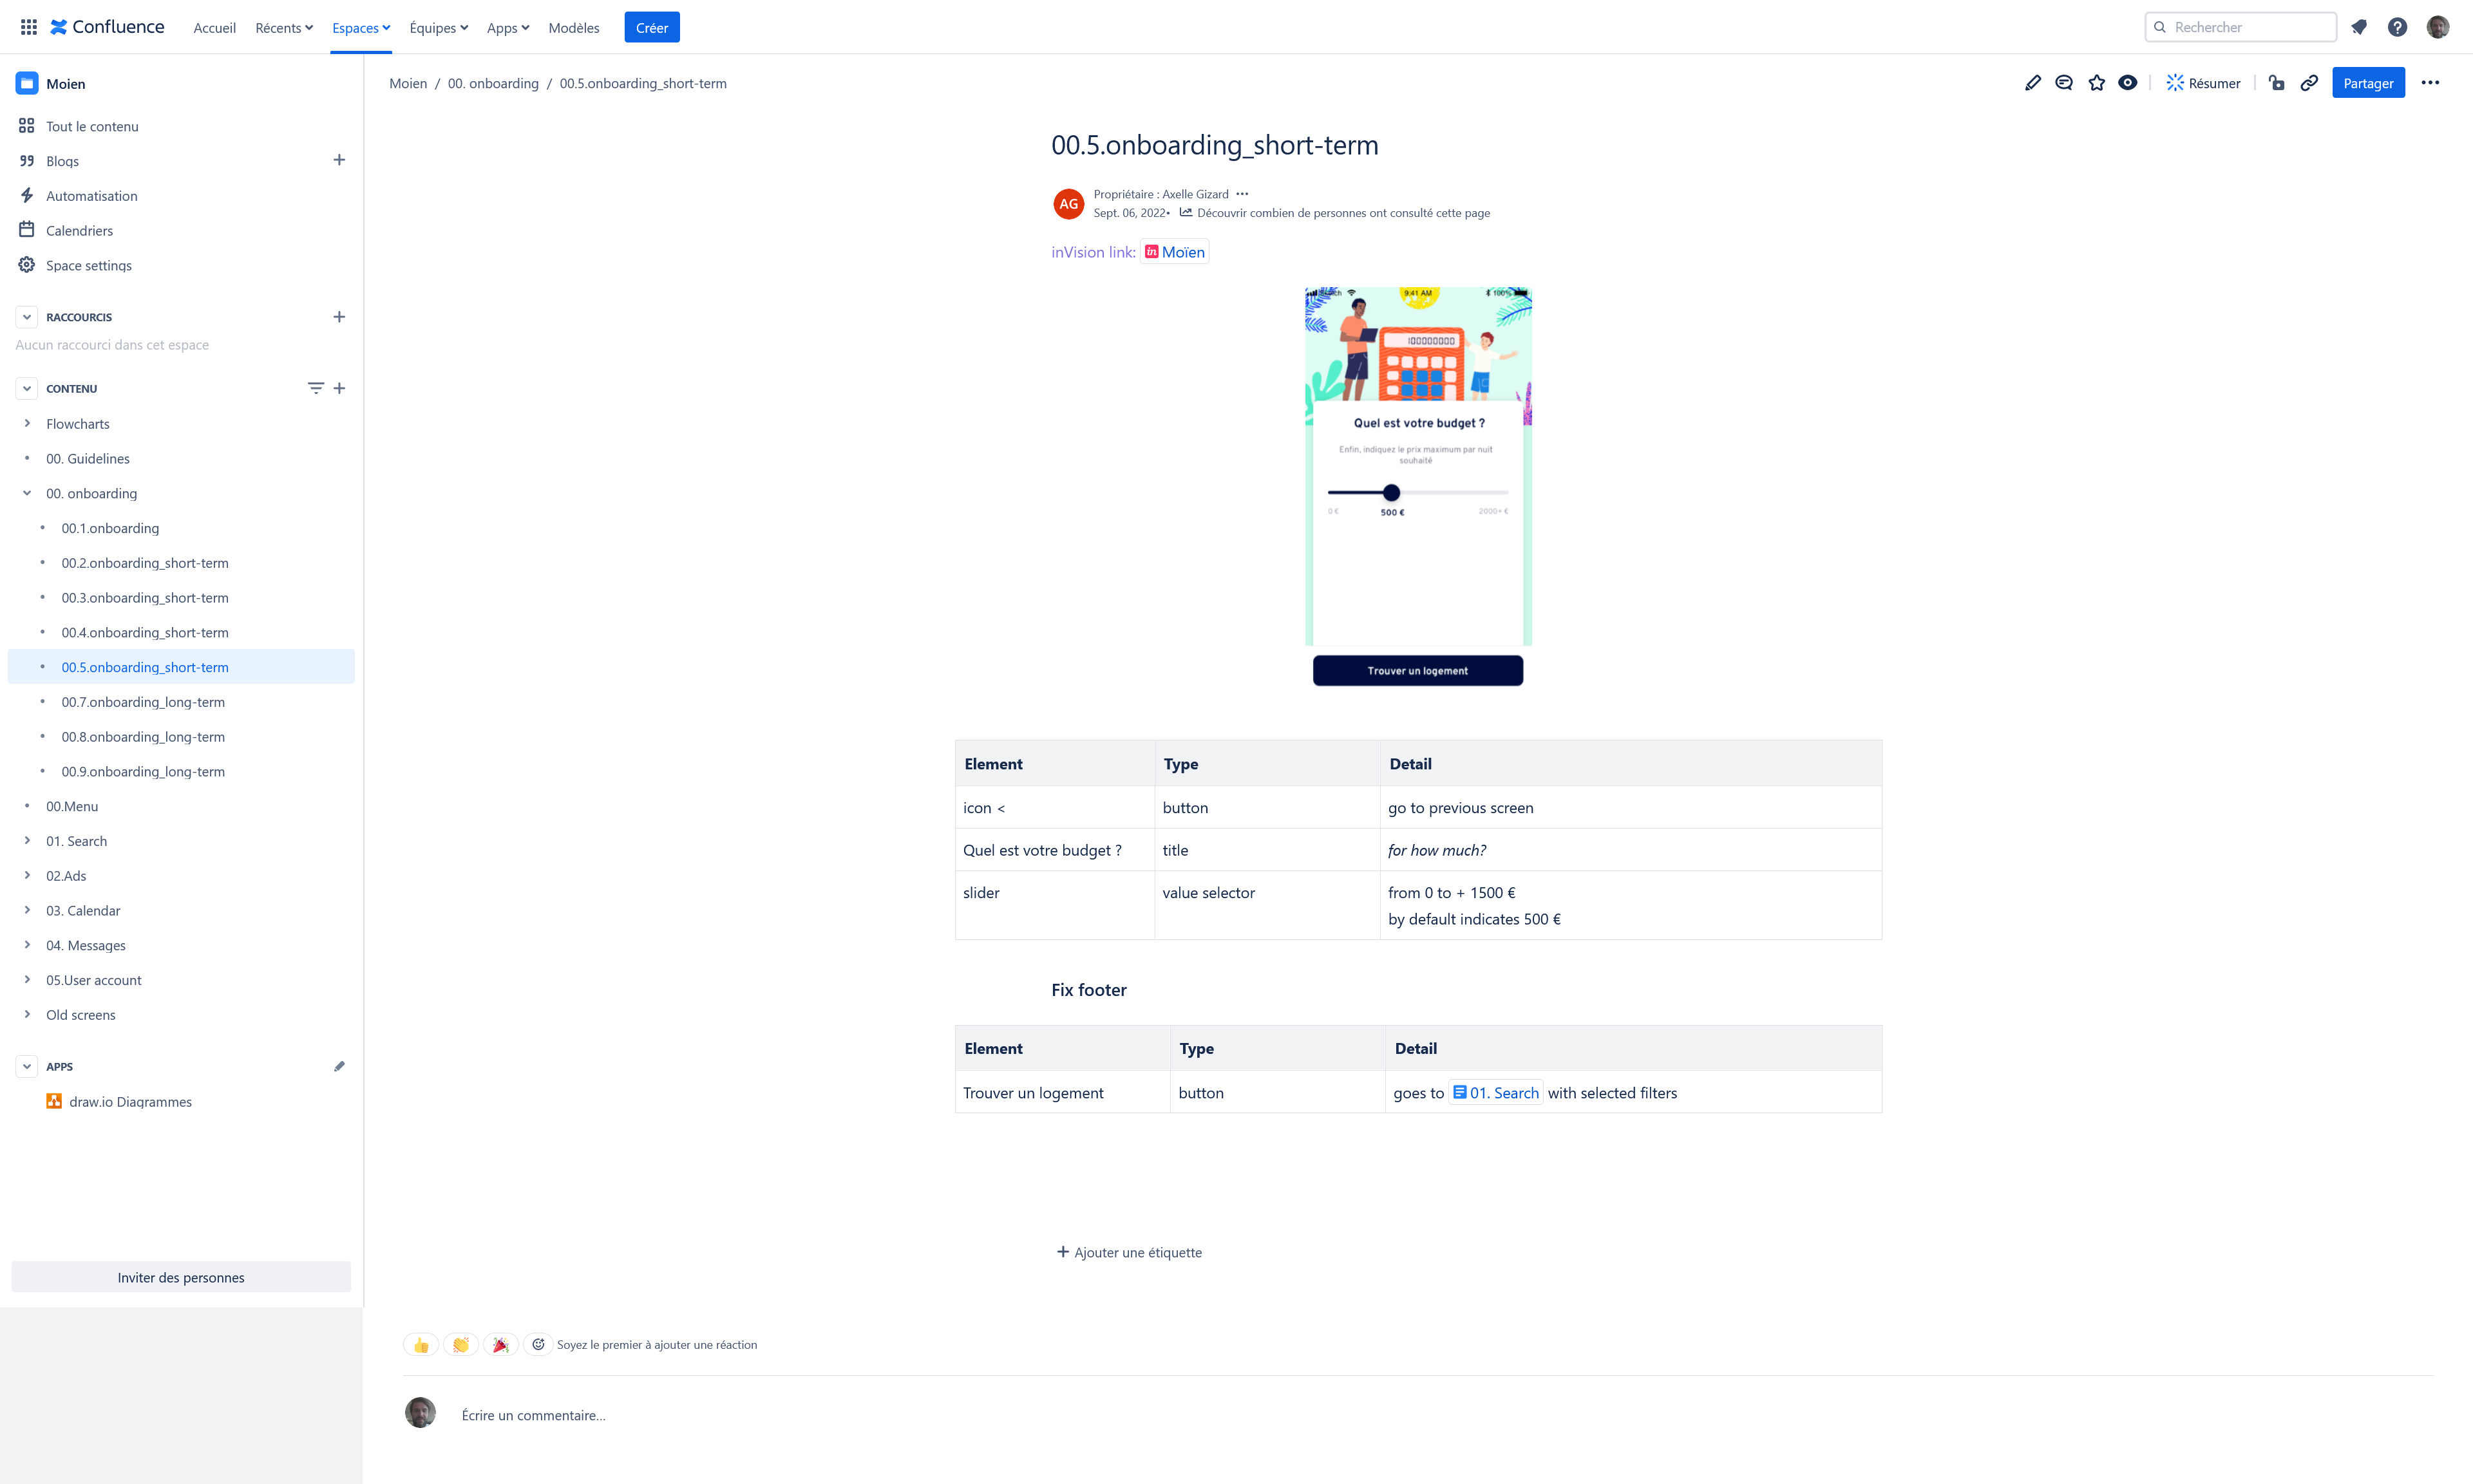 Confluence Accueil Récents Espaces Équipes Apps Modèles Créer Rechercher
Moien
Tout le contenu
Blogs
Automatisation
Calendriers
Space settings
RACCOURCIS
Aucun raccourci dans cet espace
CONTENU
Flowcharts
00. Guidelines
00. onboarding
00.1.onboarding
00.2.onboarding_short-term
00.3.onboarding_short-term
00.4.onboarding_short-term
00.5.onboarding_short-term
00.7.onboarding_long-term
00.8.onboarding_long-term
00.9.onboarding_long-term
00.Menu
01. Search
02.Ads
03. Calendar
04. Messages
05.User account
Old screens
APPS
draw.io Diagrammes
Inviter des personnes
Moien / 00. onboarding / 00.5.onboarding_short-term
Résumer Partager
00.5.onboarding_short-term
AG
Propriétaire : Axelle Gizard
Sept. 06, 2022• Découvrir combien de personnes ont consulté cette page
inVision link: in Moïen
9:41 AM 100%
Quel est votre budget ?
Enfin, indiquez le prix maximum par nuit
souhaité
0 € 500 € 2000+ €
Trouver un logement
Element Type Detail
icon < button go to previous screen
Quel est votre budget ? title for how much?
slider value selector from 0 to + 1500 €
by default indicates 500 €
Fix footer
Element Type Detail
Trouver un logement button goes to 01. Search with selected filters
Ajouter une étiquette
Soyez le premier à ajouter une réaction
Écrire un commentaire...